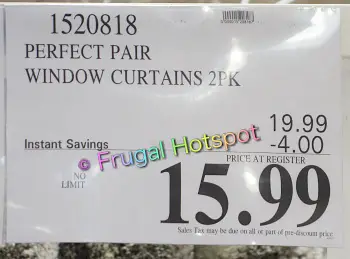 1520818
PERFECT PAIR
WINDOW CURTAINS 2PK
19.99
Instant Savings -4.00
© Frugal Hotspot
PRICE AT REGISTER
NO
LIMIT
15.99
Sales Tax may be due on all or part of pre-discount price